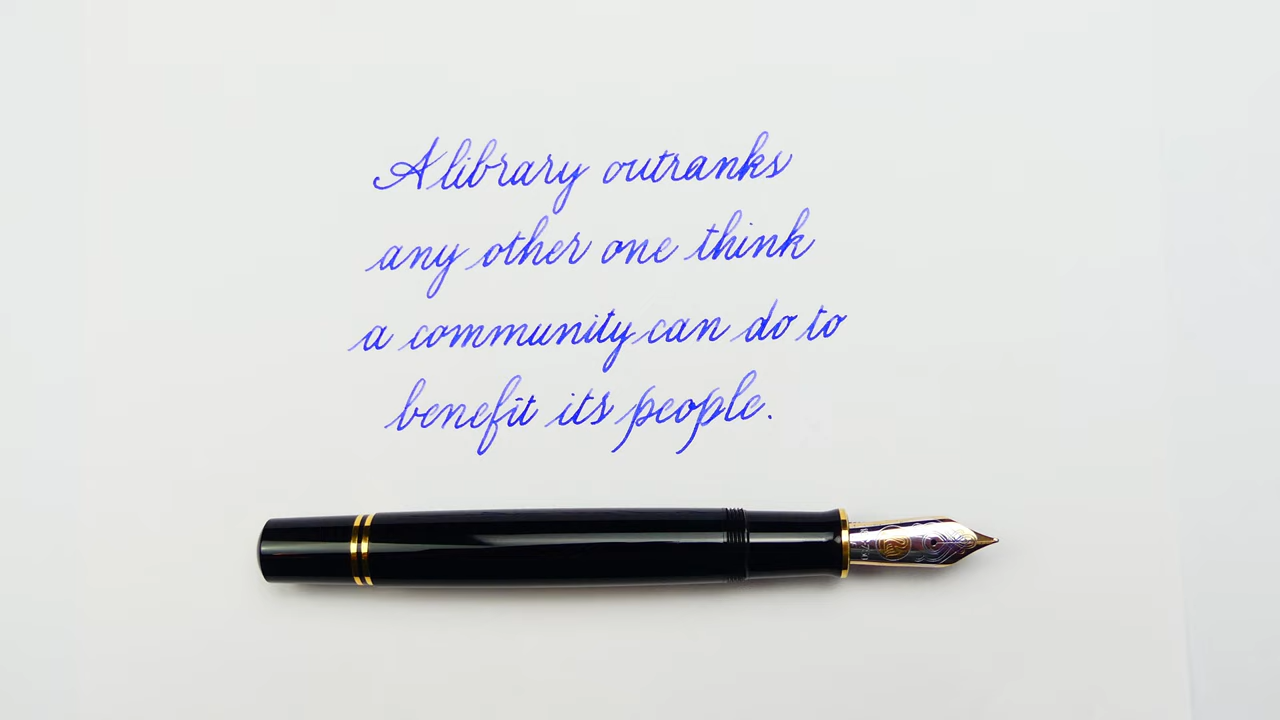 A library outranks
any other one think
a community can do to
benefit its people.